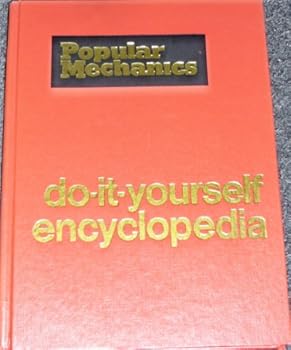 Popular
Mechanics
do-it-yourself
encyclopedia